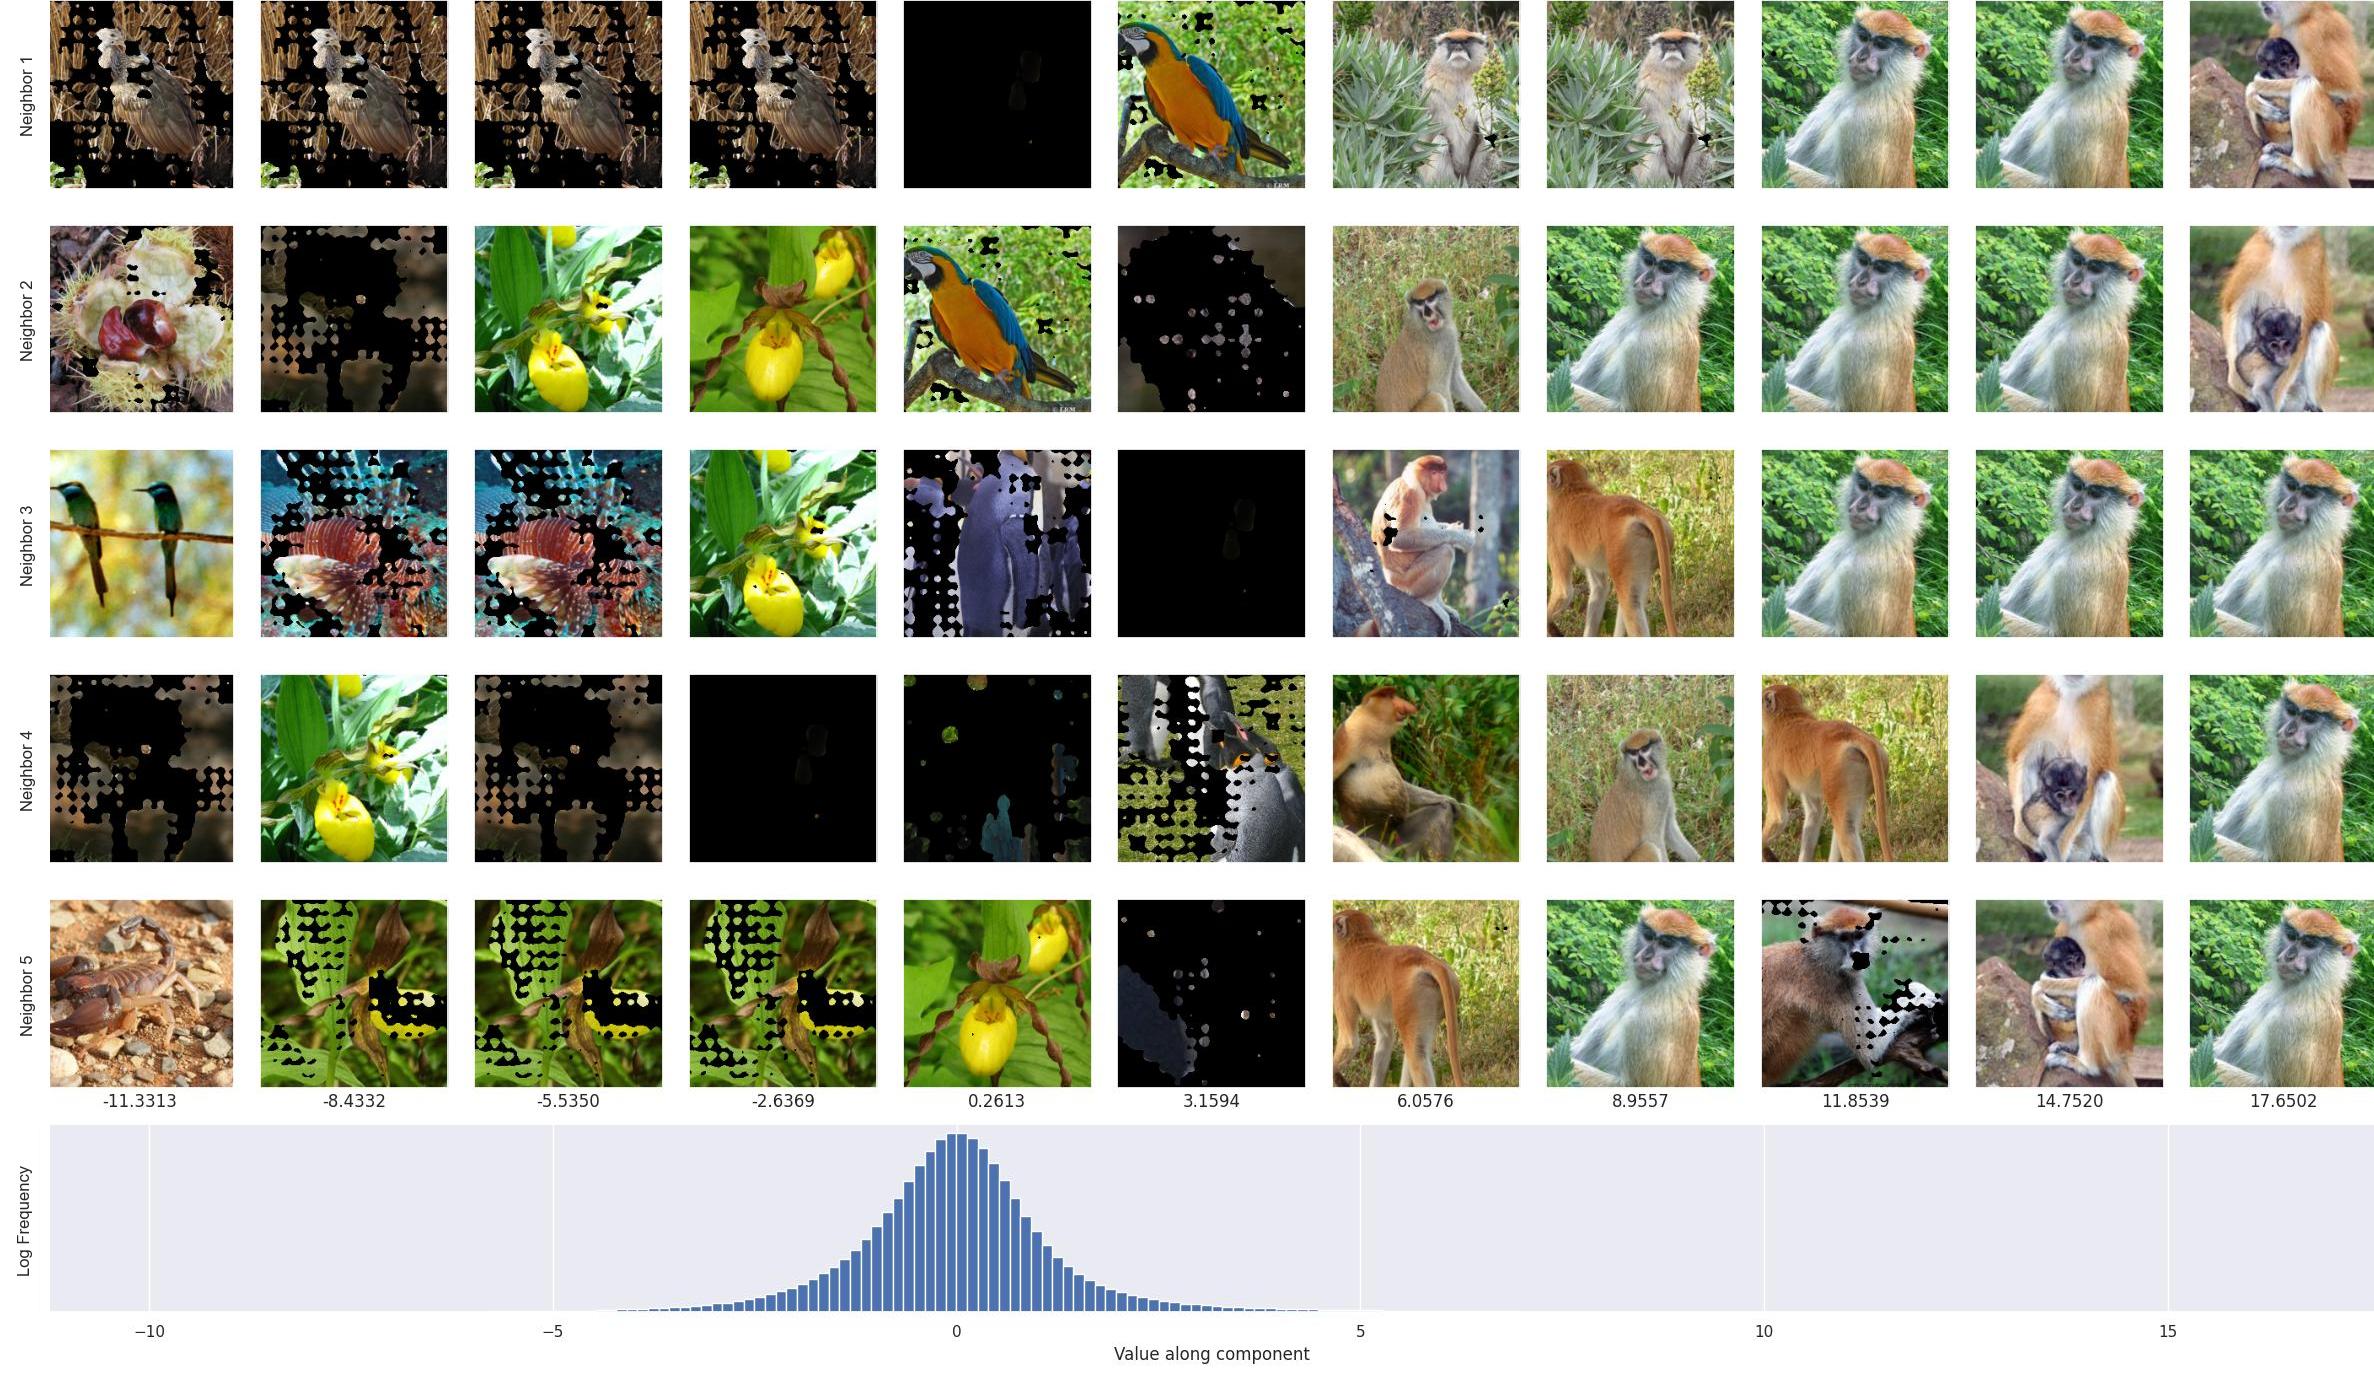 Neighbor 1
Neighbor 2
Neighbor 3
Neighbor 4
Neighbor 5
-11.3313 -8.4332 -5.5350 -2.6369 0.2613 3.1594 6.0576 8.9557 11.8539 14.7520 17.6502
Log Frequency
−10 −5 0 5 10 15
Value along component